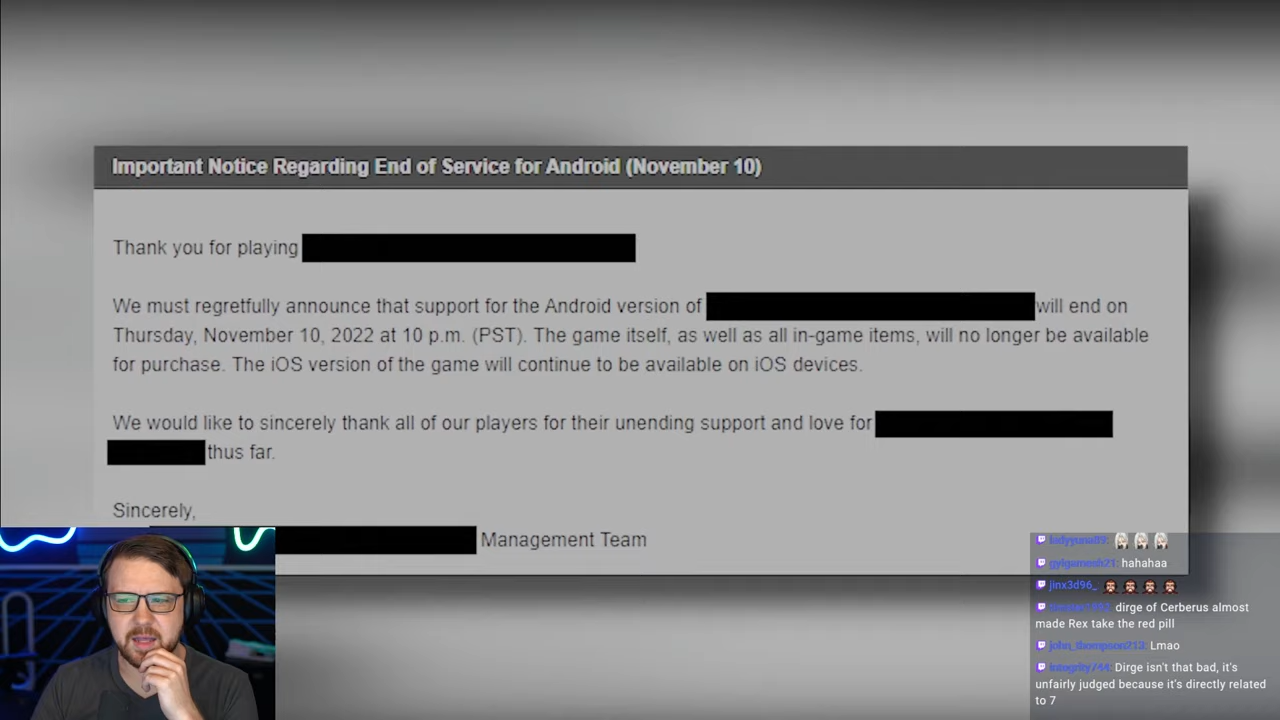 Important Notice Regarding End of Service for Android (November 10)
Thank you for playing
We must regretfully announce that support for the Android version of will end on
Thursday, November 10, 2022 at 10 p.m. (PST). The game itself, as well as all in-game items, will no longer be available
for purchase. The iOS version of the game will continue to be available on iOS devices.
We would like to sincerely thank all of our players for their unending support and love for
thus far.
Sincerely,
Management Team
ladyyuna89:
gylgamesh21: hahahaa
jinx3d96_:
dirge of Cerberus almost
made Rex take the red pill
john_thompson213: Lmao
integrity744: Dirge isn't that bad, it's
unfairly judged because it's directly related
to 7